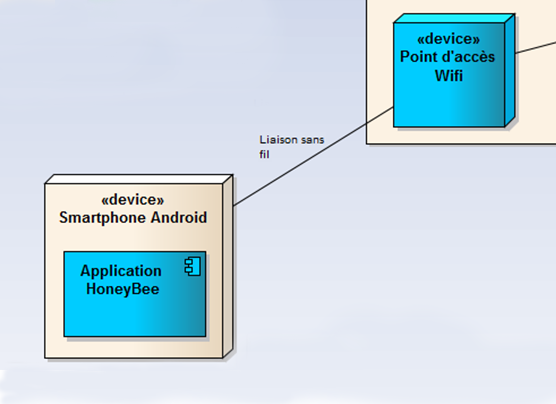 «device»
Point d'accès
Wifi
Liaison sans
fil
«device»
Smartphone Android
Application
HoneyBee